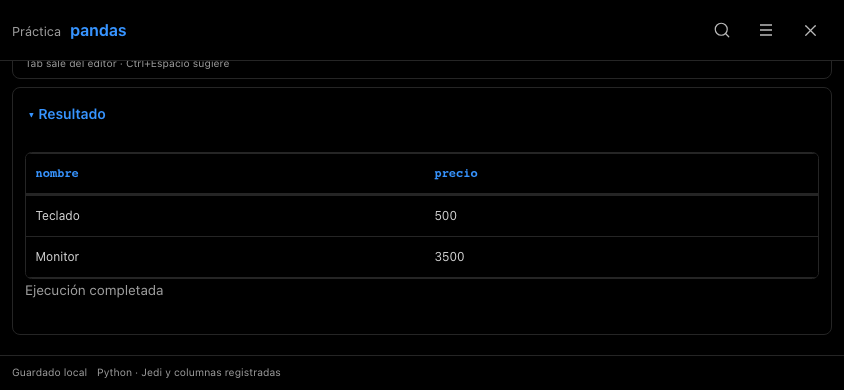 Práctica pandas
Tab sale del editor · Ctrl+Espacio sugiere
▾ Resultado
nombre precio
Teclado 500
Monitor 3500
Ejecución completada
Guardado local Python · Jedi y columnas registradas